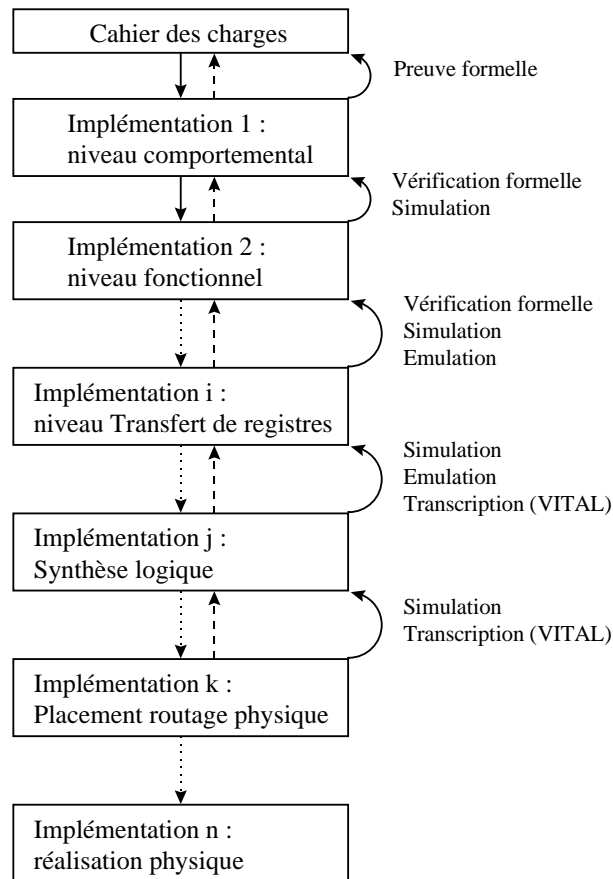 Cahier des charges
Preuve formelle
Implémentation 1 :
niveau comportemental
Vérification formelle
Simulation
Implémentation 2 :
niveau fonctionnel
Vérification formelle
Simulation
Emulation
Implémentation i :
niveau Transfert de registres
Simulation
Emulation
Transcription (VITAL)
Implémentation j :
Synthèse logique
Simulation
Transcription (VITAL)
Implémentation k :
Placement routage physique
Implémentation n :
réalisation physique